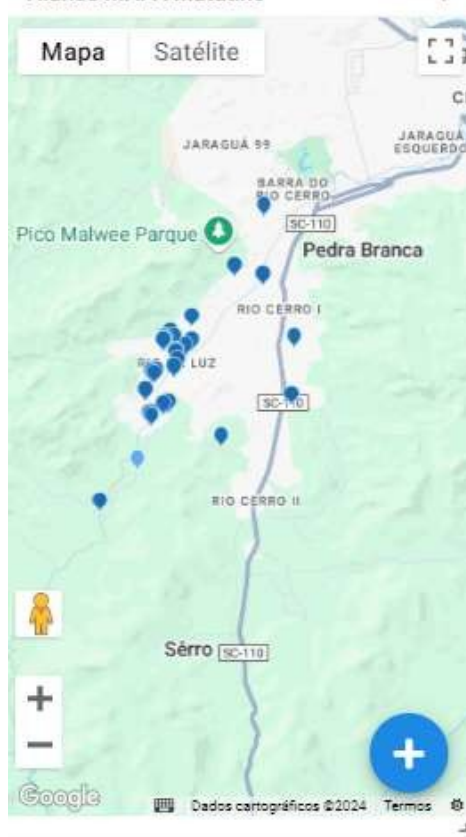 Mapa Satélite
C
JARAGUÁ 99
JARAGUÁ
ESQUERDO
BARRA DO
RIO CERRO
SC-110
Pico Malwee Parque
Pedra Branca
RIO CERRO I
LUZ
SC-110
RIO CERRO II
Sêrro SC-110
Google
Dados cartográficos ©2024 Termos